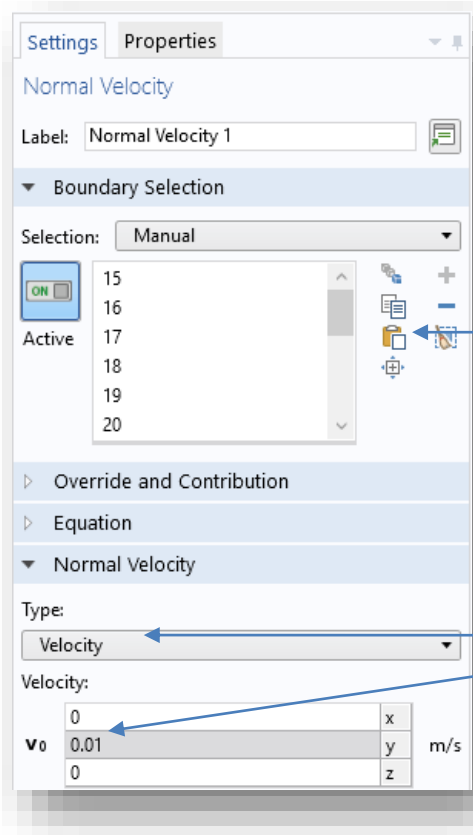 Settings Properties
Normal Velocity
Label: Normal Velocity 1
Boundary Selection
Selection: Manual
ON
Active
15
16
17
18
19
20
Override and Contribution
Equation
Normal Velocity
Type:
Velocity
Velocity:
0 x
v0 0.01 y m/s
0 z